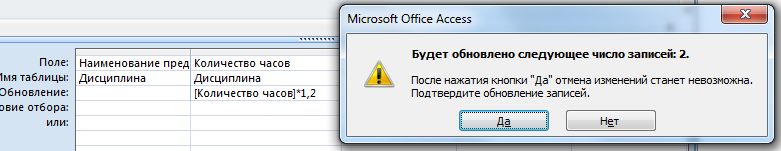 Microsoft Office Access
Будет обновлено следующее число записей: 2.
После нажатия кнопки "Да" отмена изменений станет невозможна.
Подтвердите обновление записей.
Да Нет
Поле: Наименование пред Количество часов
Имя таблицы: Дисциплина Дисциплина
Обновление: [Количество часов]*1,2
овие отбора:
или: